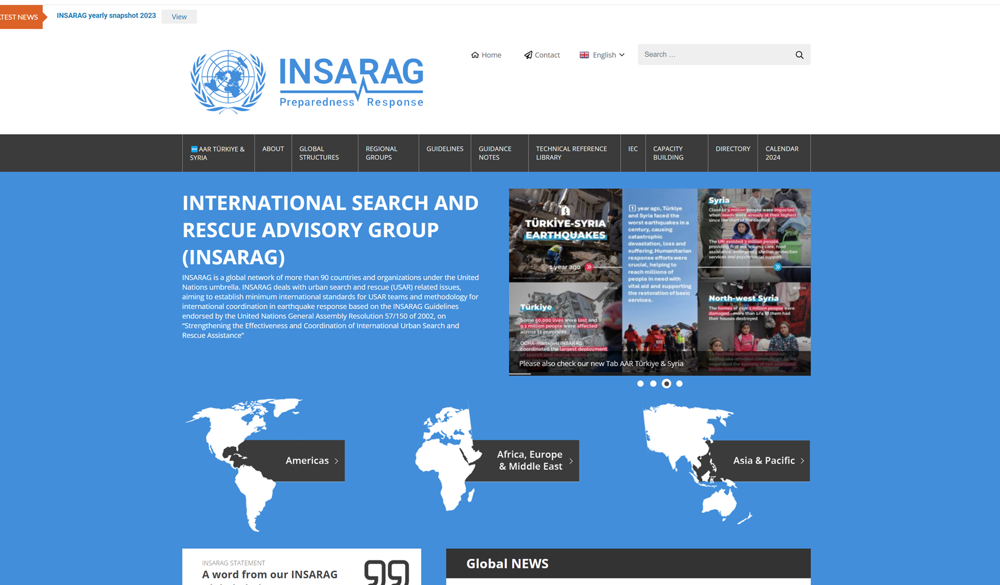 ATEST NEWS
INSARAG yearly snapshot 2023
View
INSARAG
Preparedness Response
Home
Contact
English
Search …
AAR TÜRKIYE &
SYRIA
ABOUT
GLOBAL
STRUCTURES
REGIONAL
GROUPS
GUIDELINES
GUIDANCE
NOTES
TECHNICAL REFERENCE
LIBRARY
IEC
CAPACITY
BUILDING
DIRECTORY
CALENDAR
2024
INTERNATIONAL SEARCH AND
RESCUE ADVISORY GROUP
(INSARAG)
INSARAG is a global network of more than 90 countries and organizations under the United
Nations umbrella. INSARAG deals with urban search and rescue (USAR) related issues,
aiming to establish minimum international standards for USAR teams and methodology for
international coordination in earthquake response based on the INSARAG Guidelines
endorsed by the United Nations General Assembly Resolution 57/150 of 2002, on
“Strengthening the Effectiveness and Coordination of International Urban Search and
Rescue Assistance”
TÜRKİYE-SYRIA
EARTHQUAKES
1 year ago
1 year ago, Türkiye
and Syria faced the
worst earthquakes in a
century, causing
catastrophic
devastation, loss and
suffering.Humanitarian
response efforts were
crucial, helping to
reach millions of
people in need with
vital aid and supporting
the restoration of basic
services.
Syria
Close to 9 million people were impacted
when needs were already at their highest
since the start of the conflict
The UN assisted 3 million people,
providing first aid, trauma care, food
assistance, emergency shelter, protection
services and psychosocial support
Türkiye
Some 50,000 lives were lost and
9.1 million people were affected
across 11 provinces
OCHA-managed INSARAG
coordinated the largest deployment
of search and rescue teams in its 32-
OCHA
North-west Syria
The homes of over 1 million people were
damaged - more than 1/4 of them had
their houses destroyed
To facilitate humanitarian access to
earthquake-affected communities, OCHA
negotiated the opening of two additional
border crossings
Please also check our new Tab AAR Türkiye & Syria
Americas
Africa, Europe
& Middle East
Asia & Pacific
INSARAG STATEMENT
A word from our INSARAG
Global NEWS